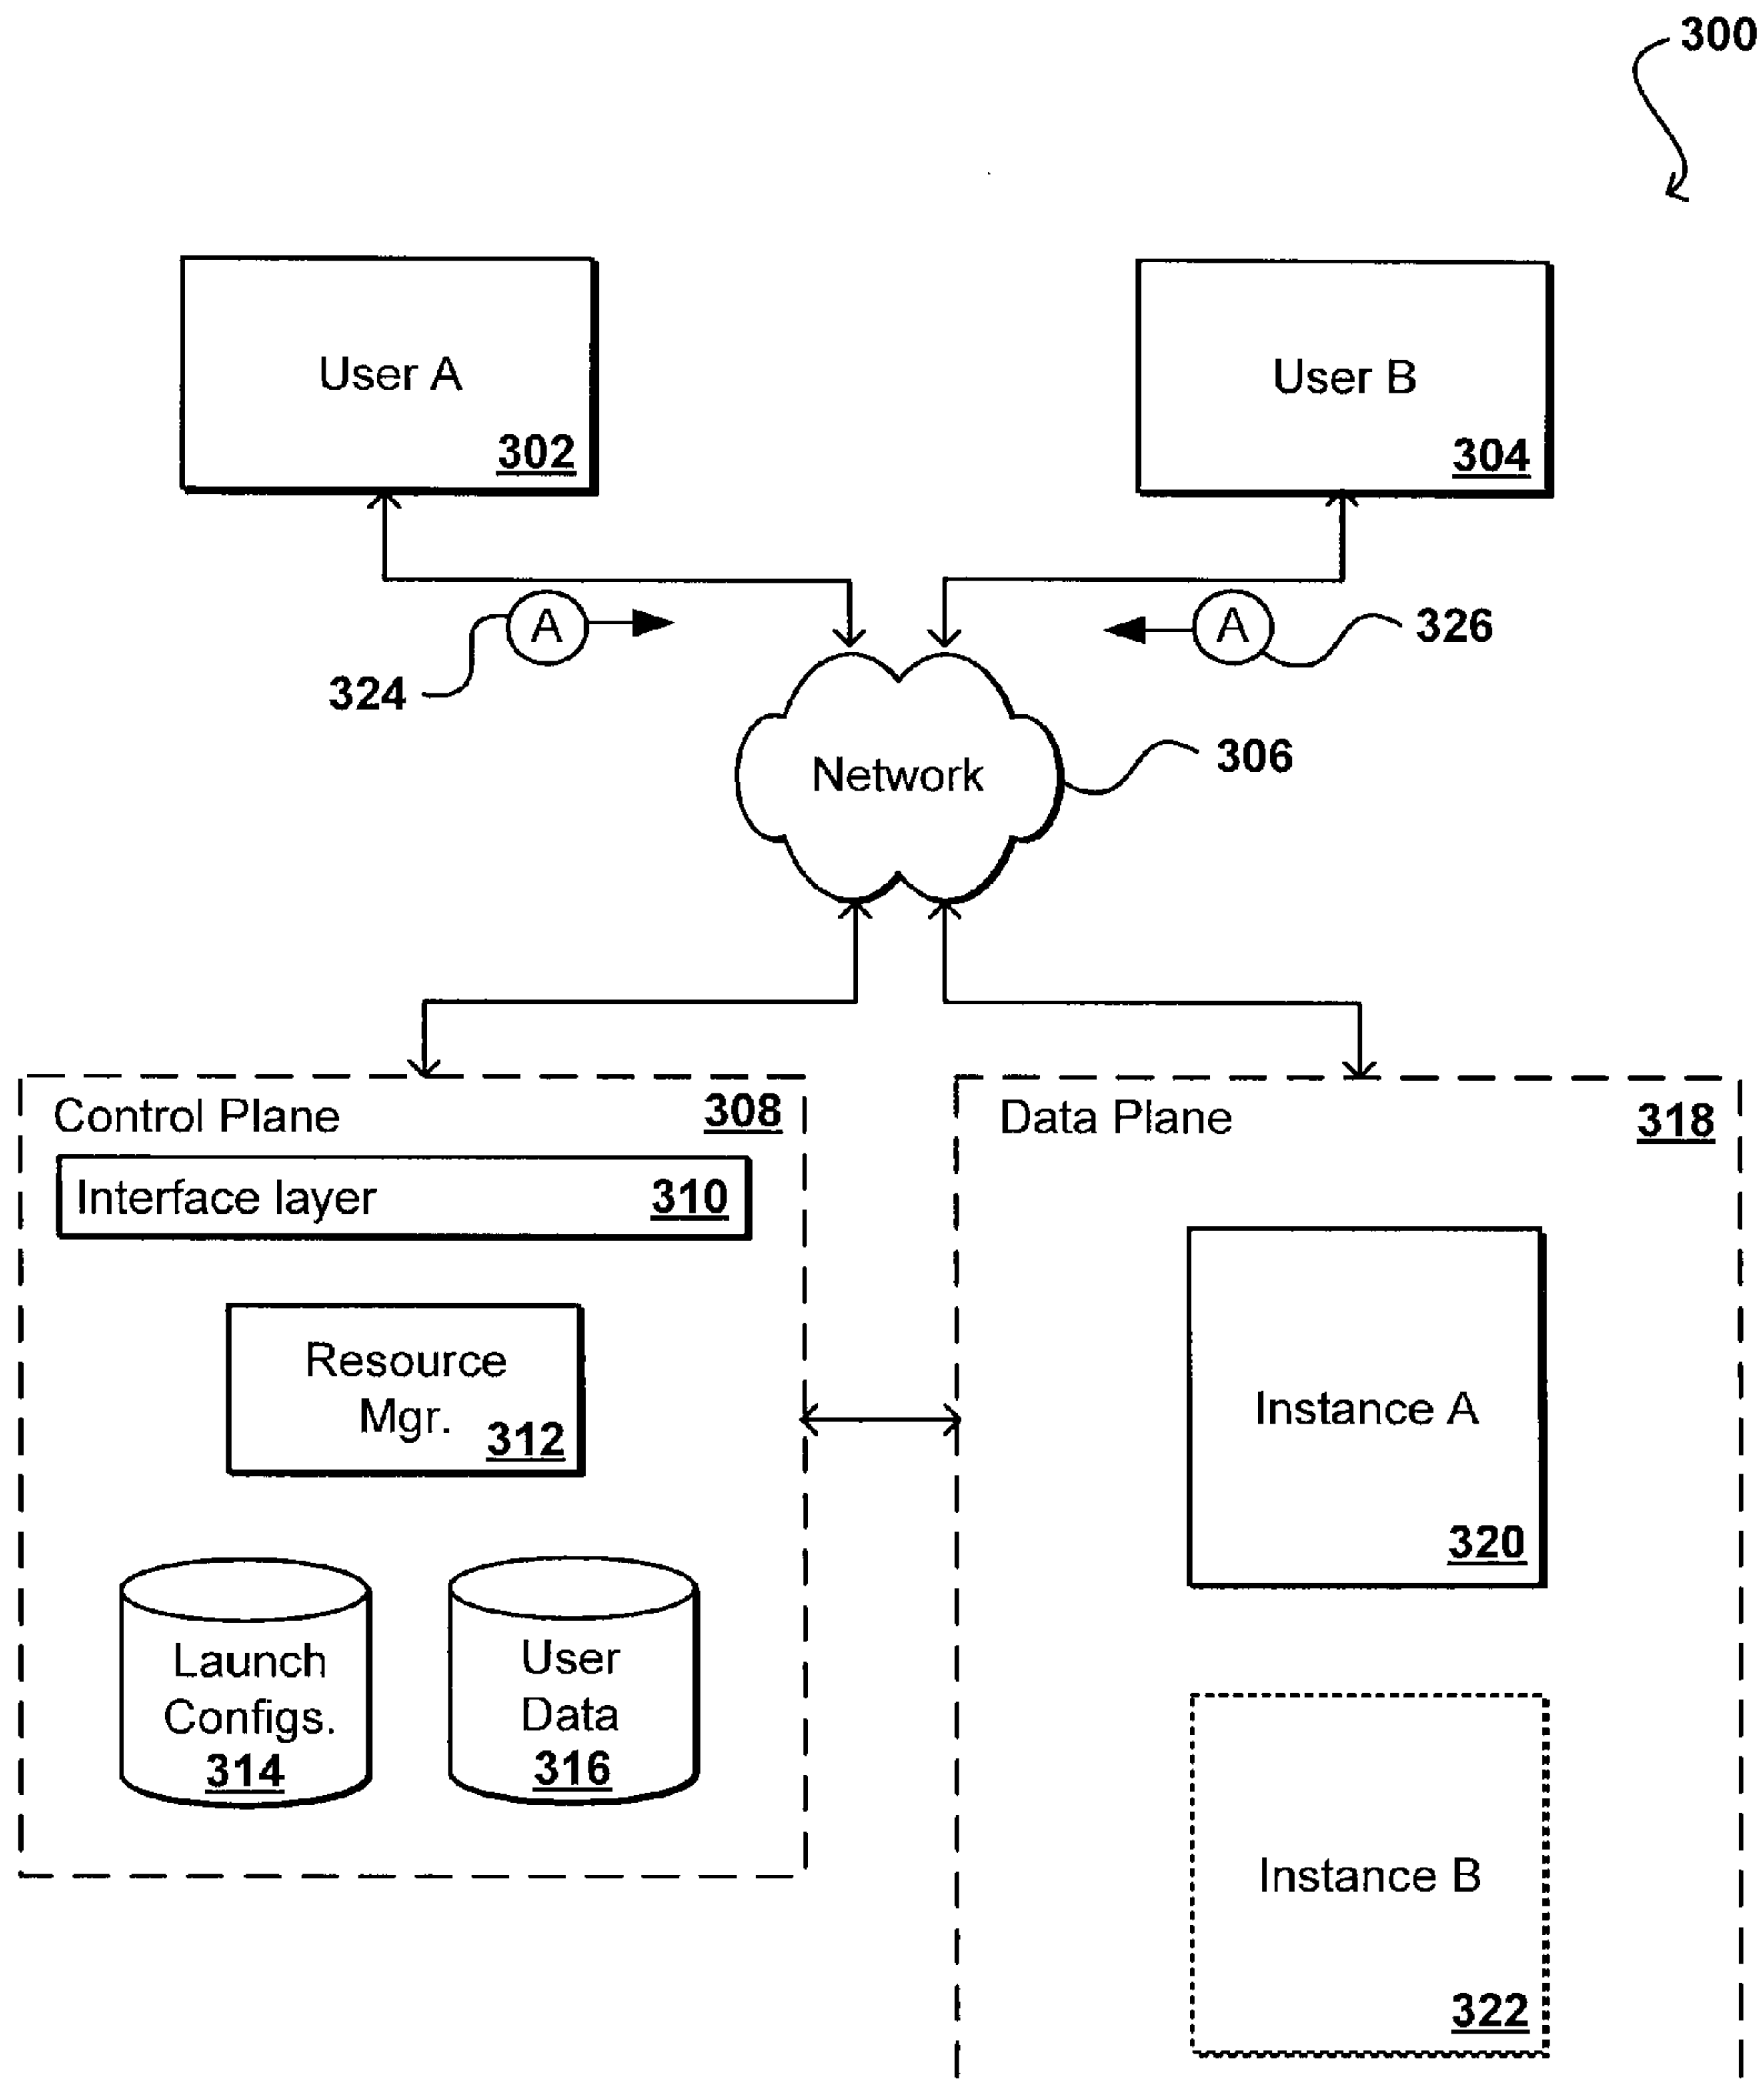 300
User A
302
User B
304
A
324
A
326
Network
306
Control Plane
308
Interface layer
310
Resource
Mgr.
312
Launch
Configs.
314
User
Data
316
Data Plane
318
Instance A
320
Instance B
322